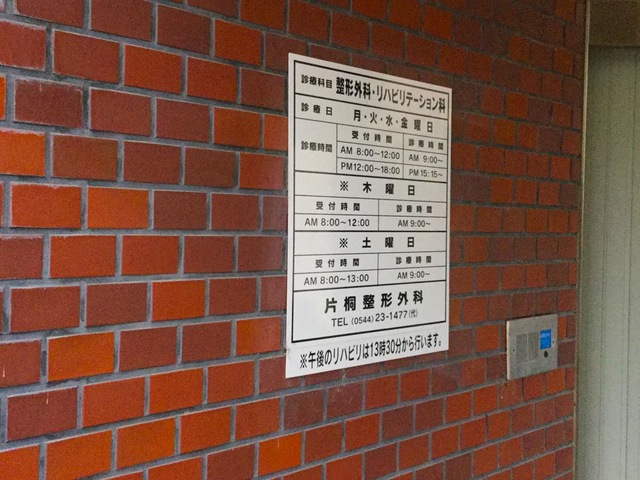 診療科目 整形外科・リハビリテーション科
診療日 月・火・水・金曜日
診療時間 受付時間 診療時間
AM 8:00～12:00 AM 9:00～
PM12:00～18:00 PM 15:15～
※ 木曜日
受付時間 診療時間
AM 8:00～12:00 AM 9:00～
※ 土曜日
受付時間 診療時間
AM 8:00～13:00 AM 9:00～
片桐整形外科
TEL (0544) 23-1477 (代)
※午後のリハビリは13時30分から行います。